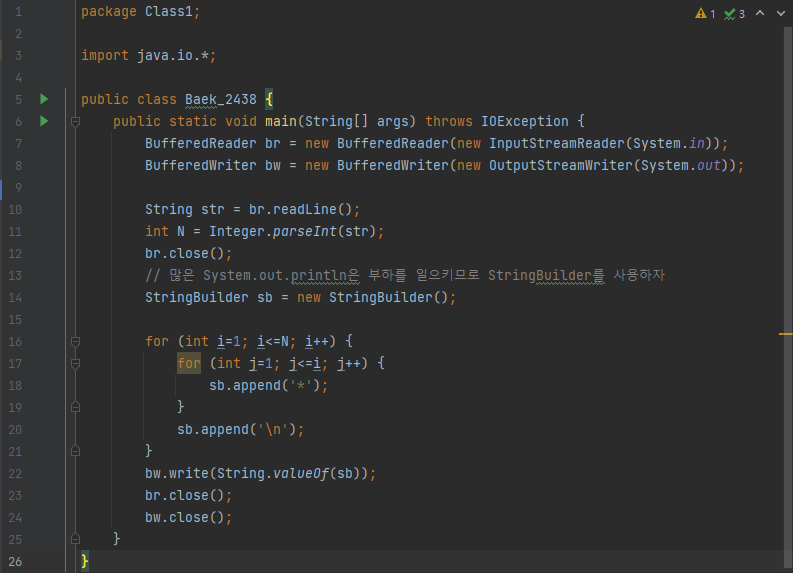 1 package Class1;
2
3 import java.io.*;
4
5 public class Baek_2438 {
6 public static void main(String[] args) throws IOException {
7 BufferedReader br = new BufferedReader(new InputStreamReader(System.in));
8 BufferedWriter bw = new BufferedWriter(new OutputStreamWriter(System.out));
9
10 String str = br.readLine();
11 int N = Integer.parseInt(str);
12 br.close();
13 // 많은 System.out.println은 부하를 일으키므로 StringBuilder를 사용하자
14 StringBuilder sb = new StringBuilder();
15
16 for (int i=1; i<=N; i++) {
17 for (int j=1; j<=i; j++) {
18 sb.append('*');
19 }
20 sb.append('\n');
21 }
22 bw.write(String.valueOf(sb));
23 br.close();
24 bw.close();
25 }
26 }
1 3